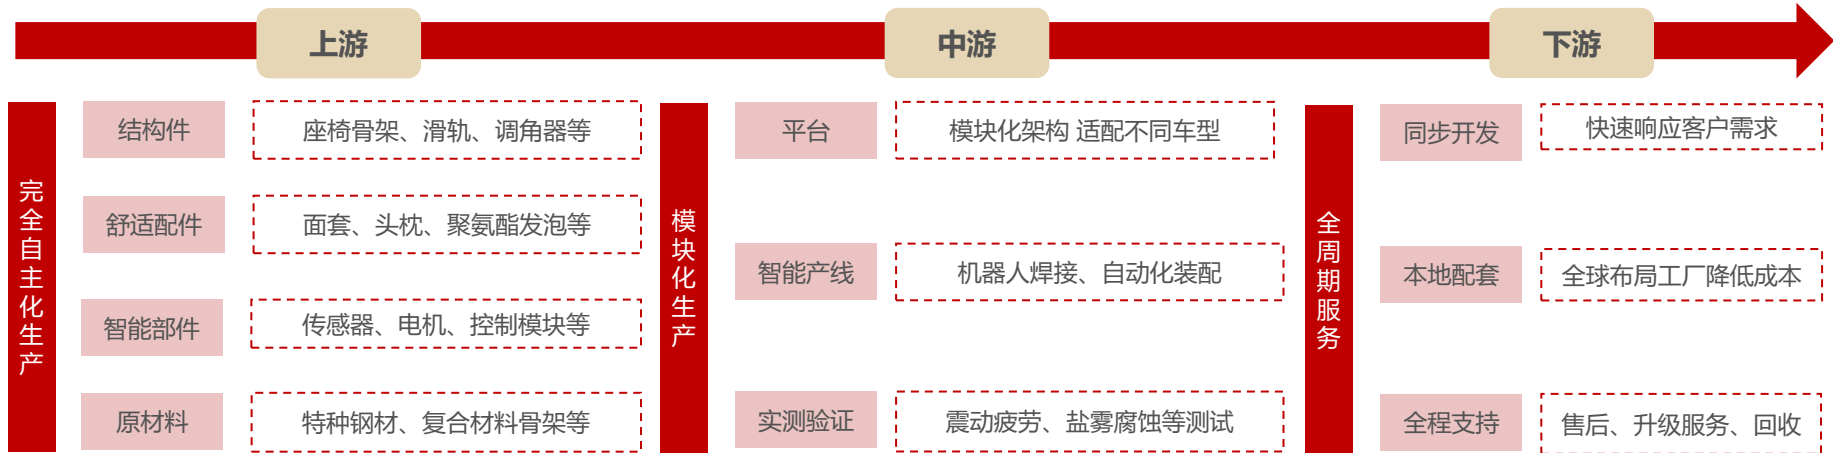 上游
中游
下游
完全自主化生产
结构件
座椅骨架、滑轨、调角器等
舒适配件
面套、头枕、聚氨酯发泡等
智能部件
传感器、电机、控制模块等
原材料
特种钢材、复合材料骨架等
模块化生产
平台
模块化架构 适配不同车型
智能产线
机器人焊接、自动化装配
实测验证
震动疲劳、盐雾腐蚀等测试
全周期服务
同步开发
快速响应客户需求
本地配套
全球布局工厂降低成本
全程支持
售后、升级服务、回收